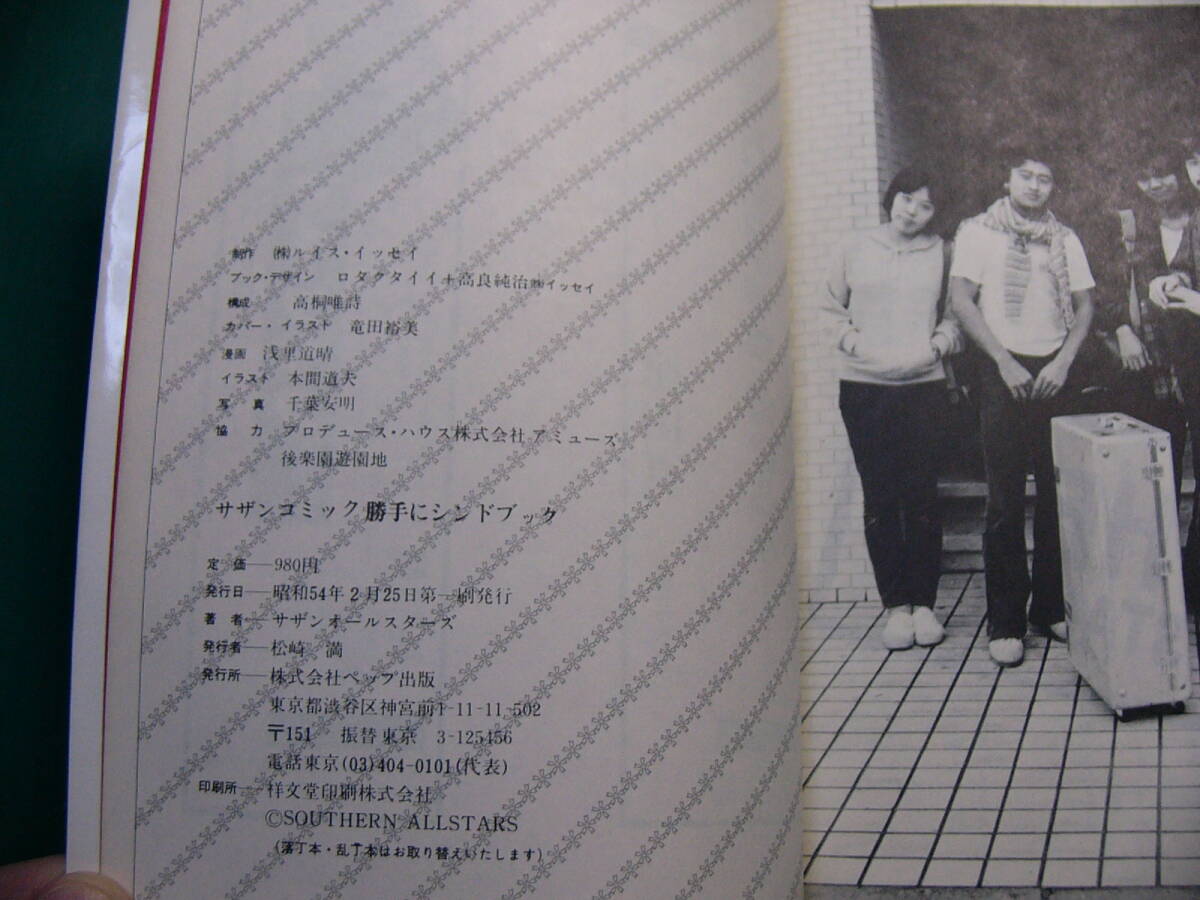 制作 ㈱ルイス・イッセイ
ブック・デザイン ロダクタイイ+高良純治㈱イッセイ
構成 高桐唯詩
カバー・イラスト 竜田裕美
漫画 浅里道晴
イラスト 本間道夫
写真 千葉安明
協力 プロデュース・ハウス株式会社アミューズ
後楽園遊園地
サザンコミック勝手にシンドブック
定価―980円
発行日―昭和54年2月25日第一刷発行
著者―サザンオールスターズ
発行者―松崎 満
発行所―株式会社ペップ出版
東京都渋谷区神宮前1-11-11-502
〒151 振替東京 3-125456
電話東京(03)404-0101(代表)
印刷所―祥文堂印刷株式会社
©SOUTHERN ALLSTARS
(落丁本・乱丁本はお取り替えいたします)